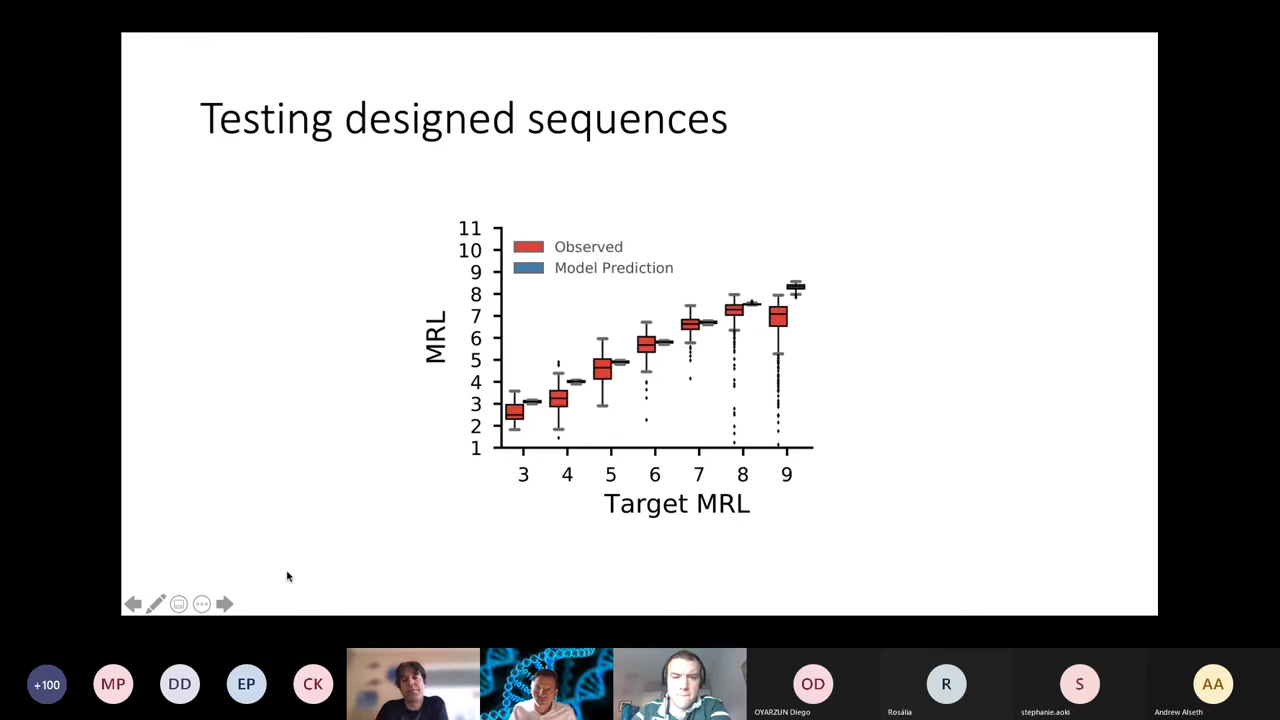 Testing designed sequences
11
10
9
8
7
6
5
4
3
2
1
MRL
Observed
Model Prediction
3 4 5 6 7 8 9
Target MRL
+100 MP DD EP CK OD R S AA
OYARZUN Diego Rosália stephanie.aoki Andrew Alseth